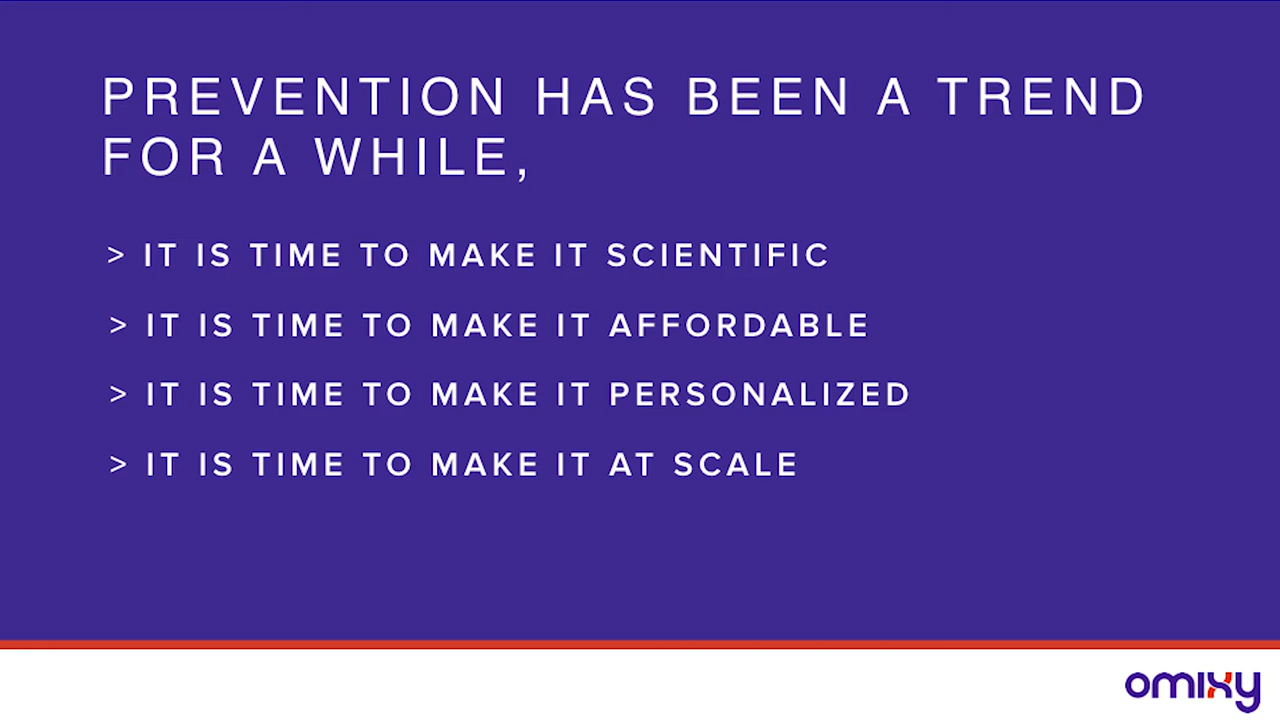 PREVENTION HAS BEEN A TREND
FOR A WHILE,
> IT IS TIME TO MAKE IT SCIENTIFIC
> IT IS TIME TO MAKE IT AFFORDABLE
> IT IS TIME TO MAKE IT PERSONALIZED
> IT IS TIME TO MAKE IT AT SCALE
omixy